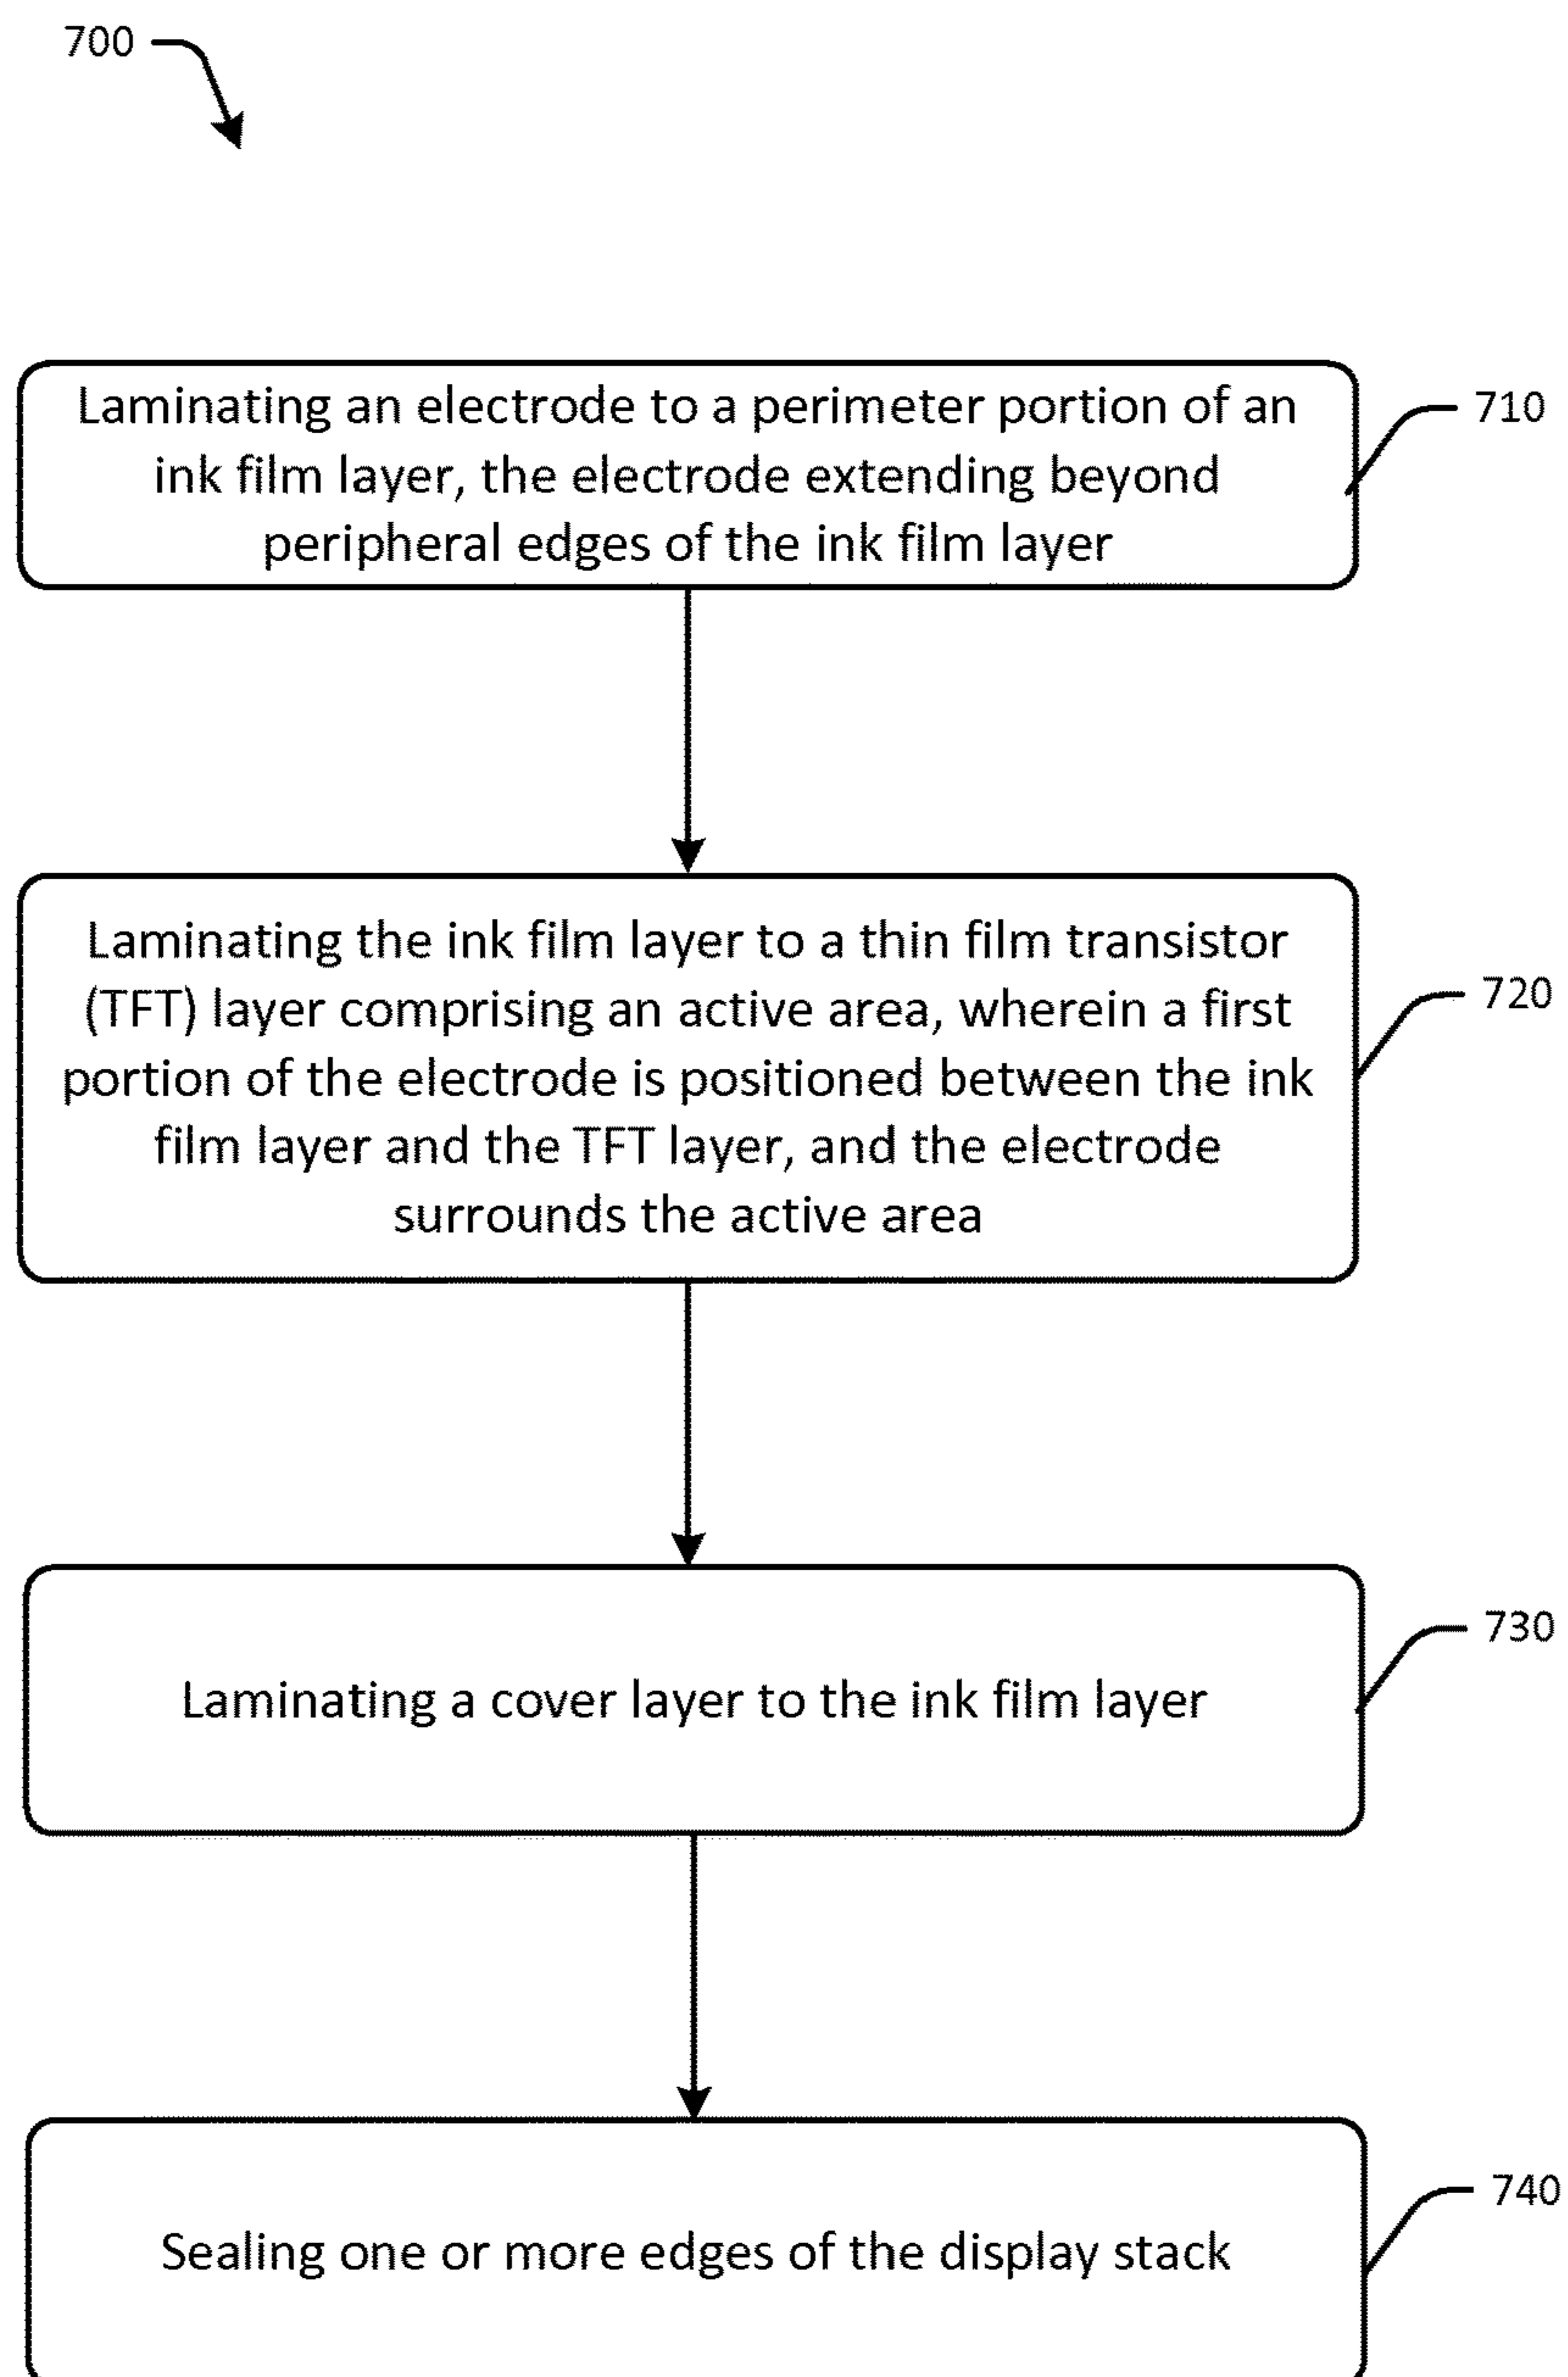 700
Laminating an electrode to a perimeter portion of an
ink film layer, the electrode extending beyond
peripheral edges of the ink film layer
710
Laminating the ink film layer to a thin film transistor
(TFT) layer comprising an active area, wherein a first
portion of the electrode is positioned between the ink
film layer and the TFT layer, and the electrode
surrounds the active area
720
Laminating a cover layer to the ink film layer
730
Sealing one or more edges of the display stack
740